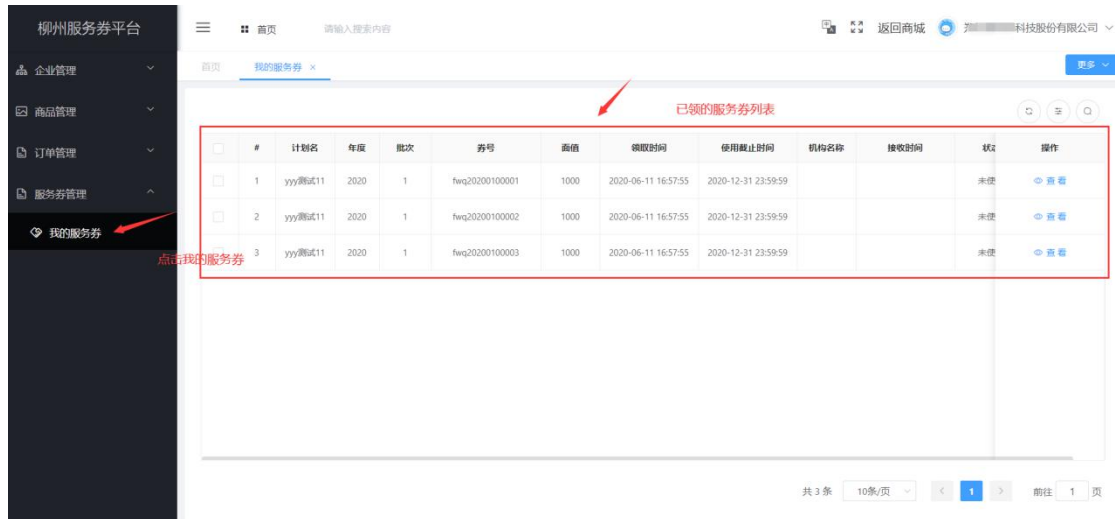 柳州服务券平台
首页
请输入搜索内容
返回商城
科技股份有限公司
企业管理
首页
我的服务券 ×
更多
商品管理
已领的服务券列表
订单管理
# 计划名 年度 批次 券号 面值 领取时间 使用截止时间 机构名称 接收时间 操作
1 yyy测试11 2020 1 fwq20200100001 1000 2020-06-11 16:57:55 2020-12-31 23:59:59 未使 查看
服务券管理
2 yyy测试11 2020 1 fwq20200100002 1000 2020-06-11 16:57:55 2020-12-31 23:59:59 未使 查看
我的服务券
3 yyy测试11 2020 1 fwq20200100003 1000 2020-06-11 16:57:55 2020-12-31 23:59:59 未使 查看
点击我的服务券
共 3 条 10条/页 < 1 > 前往 1 页